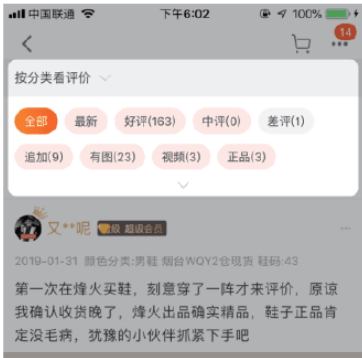 中国联通 下午6:02 100%
14
按分类看评价
全部 最新 好评(163) 中评(0) 差评(1)
追加(9) 有图(23) 视频(3) 正品(3)
又**呢 超级会员
2019-01-31 颜色分类:男鞋 烟台WQY2仓现货 鞋码:43
第一次在烽火买鞋，刻意穿了一阵才来评价，原谅
我确认收货晚了，烽火出品确实精品，鞋子正品肯
定没毛病，犹豫的小伙伴抓紧下手吧